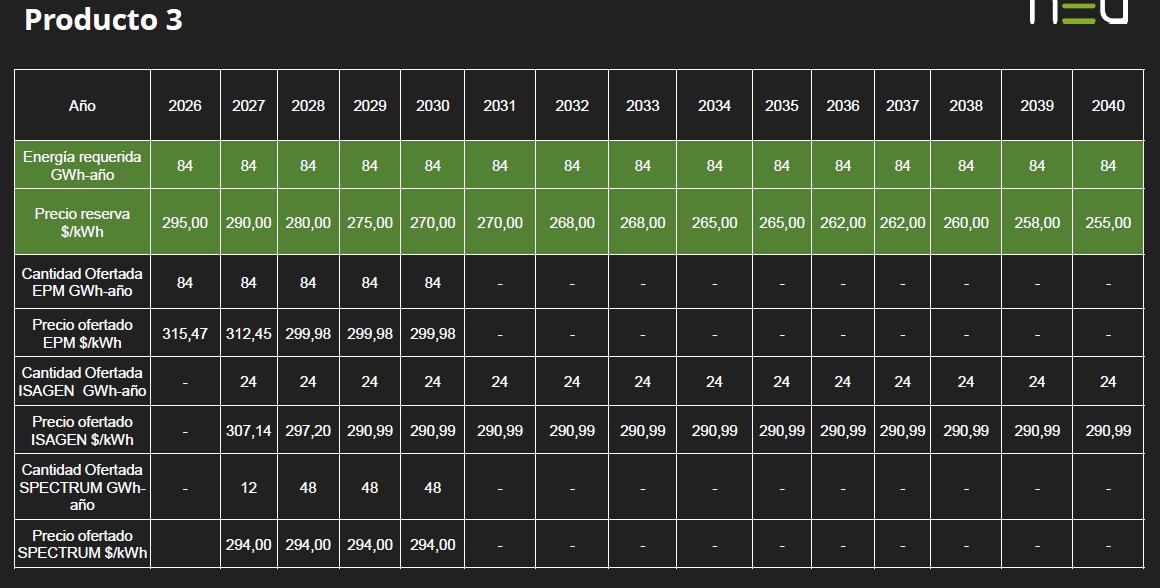 Producto 3
Año 2026 2027 2028 2029 2030 2031 2032 2033 2034 2035 2036 2037 2038 2039 2040
Energía requerida
GWh-año 84 84 84 84 84 84 84 84 84 84 84 84 84 84 84
Precio reserva
$/kWh 295,00 290,00 280,00 275,00 270,00 270,00 268,00 268,00 265,00 265,00 262,00 262,00 260,00 258,00 255,00
Cantidad Ofertada
EPM GWh-año 84 84 84 84 84 - - - - - - - - - -
Precio ofertado
EPM $/kWh 315,47 312,45 299,98 299,98 299,98 - - - - - - - - - -
Cantidad Ofertada
ISAGEN GWh-año - 24 24 24 24 24 24 24 24 24 24 24 24 24 24
Precio ofertado
ISAGEN $/kWh - 307,14 297,20 290,99 290,99 290,99 290,99 290,99 290,99 290,99 290,99 290,99 290,99 290,99 290,99
Cantidad Ofertada
SPECTRUM GWh-
año - 12 48 48 48 - - - - - - - - - -
Precio ofertado
SPECTRUM $/kWh 294,00 294,00 294,00 294,00 - - - - - - - - - -